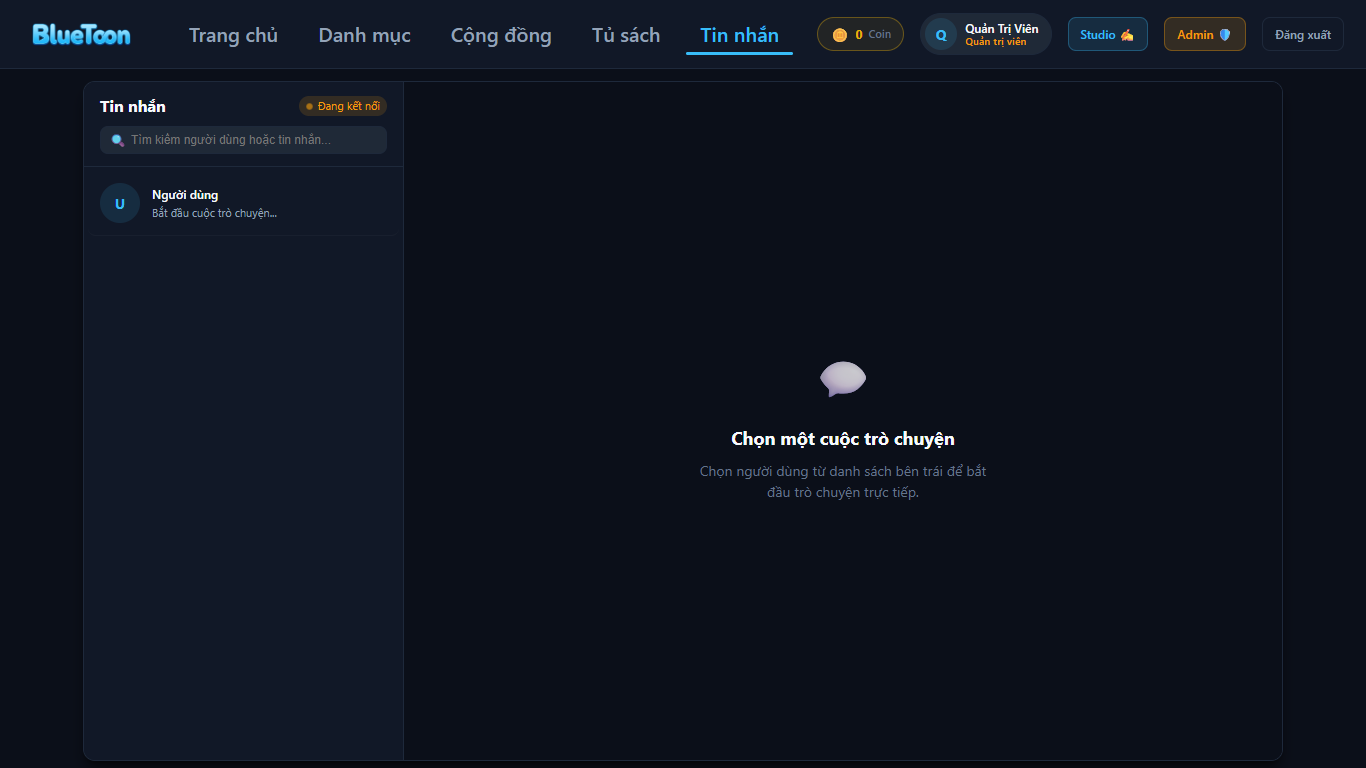 BlueToon
Trang chủ
Danh mục
Cộng đồng
Tủ sách
Tin nhắn
0 Coin
Q
Quản Trị Viên
Quản trị viên
Studio
Admin
Đăng xuất
Tin nhắn
Đang kết nối
Tìm kiếm người dùng hoặc tin nhắn...
U
Người dùng
Bắt đầu cuộc trò chuyện...
Chọn một cuộc trò chuyện
Chọn người dùng từ danh sách bên trái để bắt
đầu trò chuyện trực tiếp.